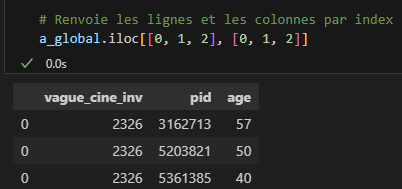 # Renvoie les lignes et les colonnes par index
a_global.iloc[[0, 1, 2], [0, 1, 2]]
✓ 0.0s
vague_cine_inv pid age
0 2326 3162713 57
0 2326 5203821 50
0 2326 5361385 40